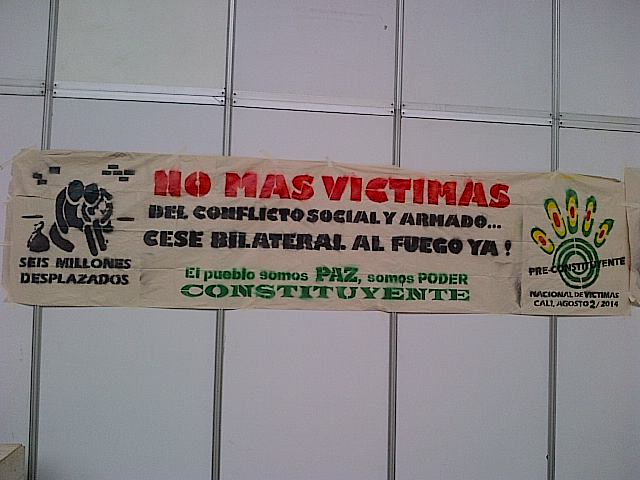 NO MAS VICTIMAS
DEL CONFLICTO SOCIAL Y ARMADO...
CESE BILATERAL AL FUEGO YA !
El pueblo somos PAZ, somos PODER
CONSTITUYENTE
SEIS MILLONES
DESPLAZADOS
PRE-CONSTITUYENTE
NACIONAL DE VICTIMAS
CALI, AGOSTO 2/2014